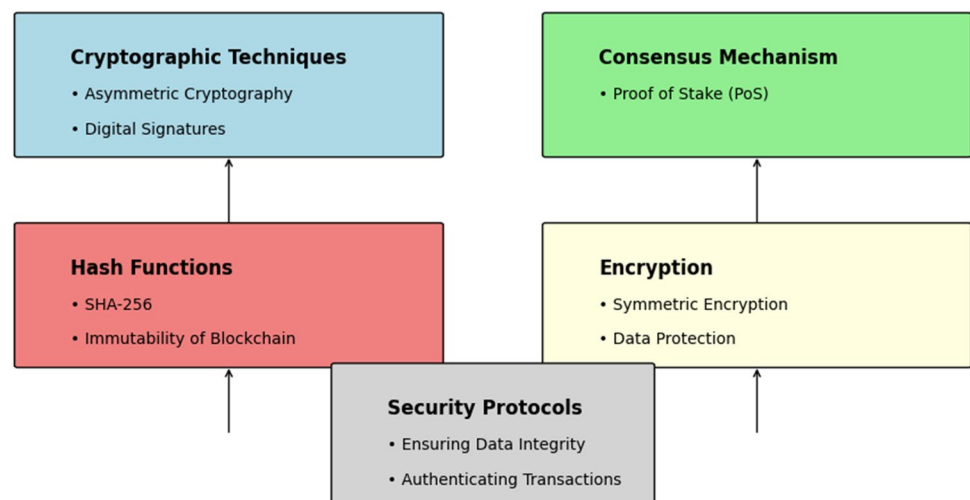 Cryptographic Techniques
• Asymmetric Cryptography
• Digital Signatures
Consensus Mechanism
• Proof of Stake (PoS)
Hash Functions
• SHA-256
• Immutability of Blockchain
Encryption
• Symmetric Encryption
• Data Protection
Security Protocols
• Ensuring Data Integrity
• Authenticating Transactions